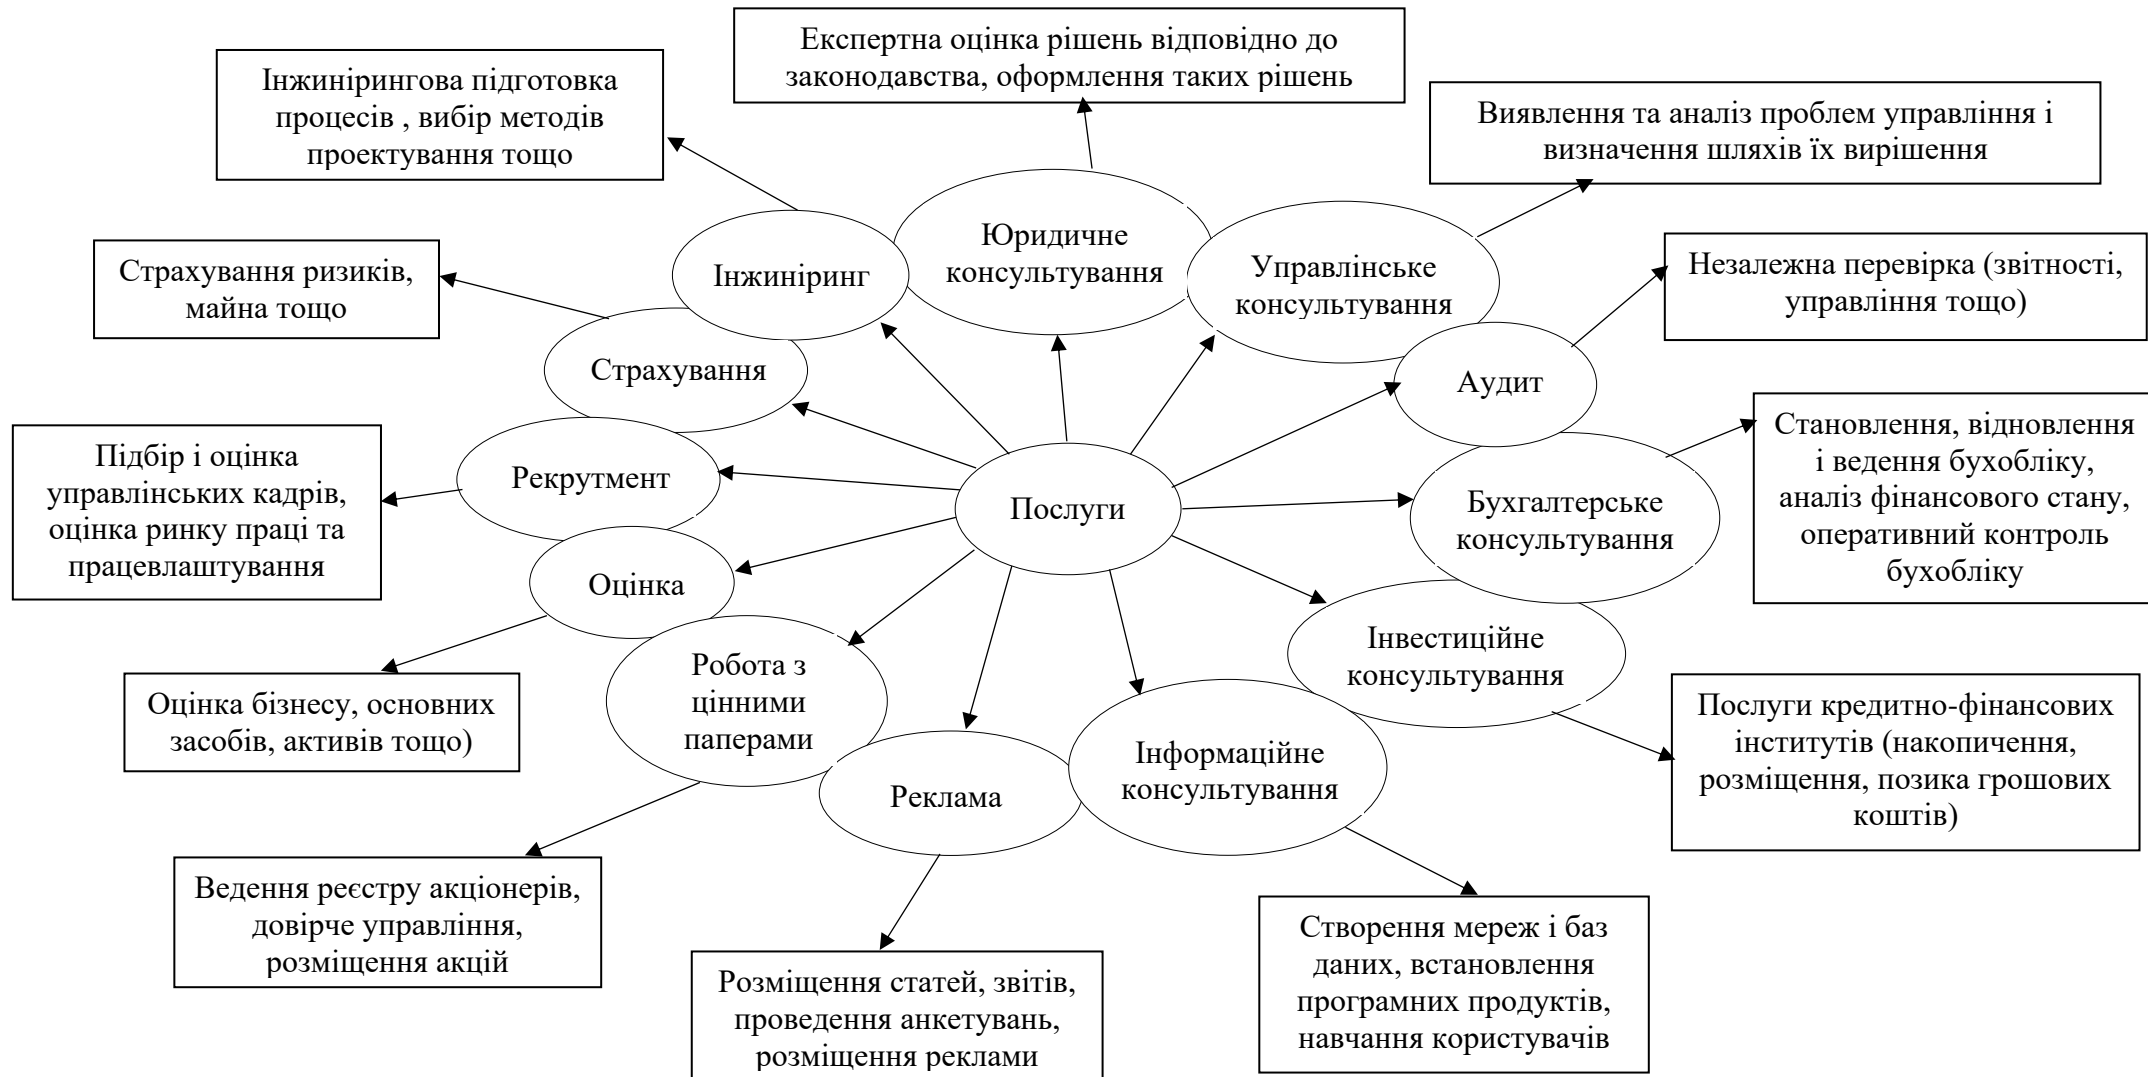 Експертна оцінка рішень відповідно до
законодавства, оформлення таких рішень
Інжинірингова підготовка
процесів , вибір методів
проектування тощо
Виявлення та аналіз проблем управління і
визначення шляхів їх вирішення
Юридичне
консультування
Інжиніринг
Управлінське
консультування
Страхування ризиків,
майна тощо
Незалежна перевірка (звітності,
управління тощо)
Страхування
Аудит
Підбір і оцінка
управлінських кадрів,
оцінка ринку праці та
працевлаштування
Рекрутмент
Послуги
Бухгалтерське
консультування
Становлення, відновлення
і ведення бухобліку,
аналіз фінансового стану,
оперативний контроль
бухобліку
Оцінка
Інвестиційне
консультування
Оцінка бізнесу, основних
засобів, активів тощо)
Робота з
цінними
паперами
Реклама
Інформаційне
консультування
Послуги кредитно-фінансових
інститутів (накопичення,
розміщення, позика грошових
коштів)
Ведення реєстру акціонерів,
довірче управління,
розміщення акцій
Розміщення статей, звітів,
проведення анкетувань,
розміщення реклами
Створення мереж і баз
даних, встановлення
програмних продуктів,
навчання користувачів